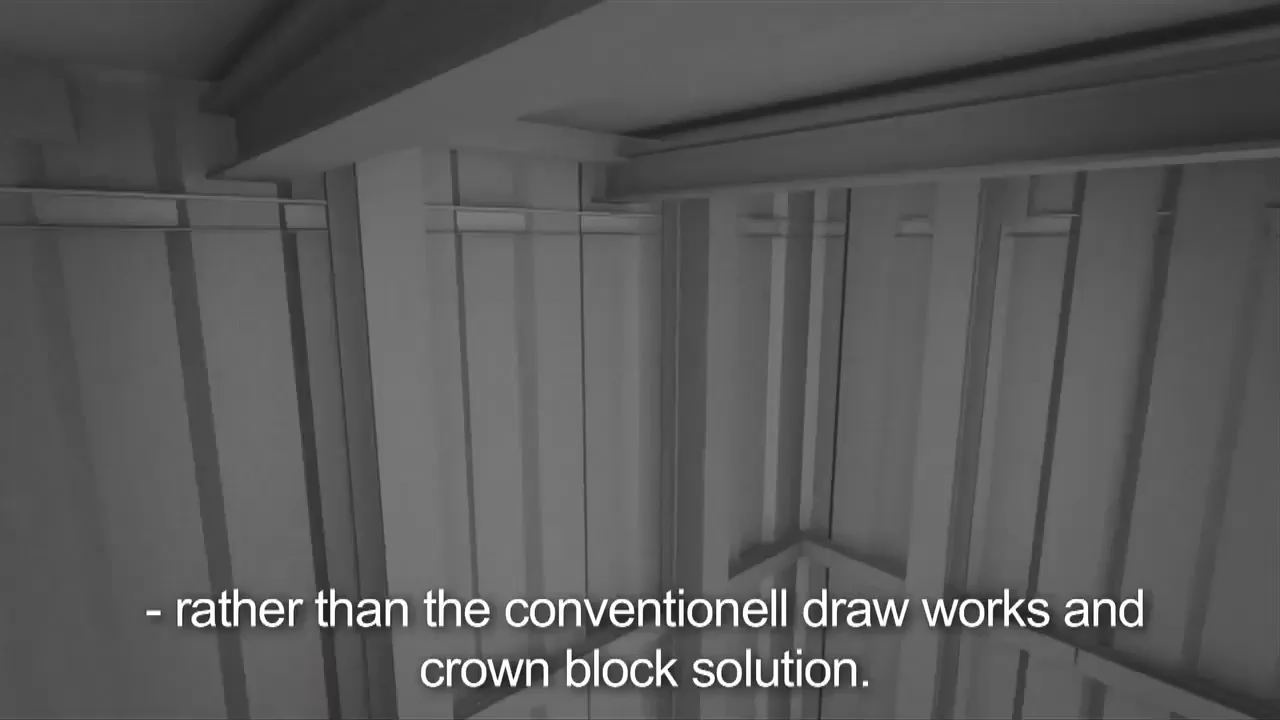 - rather than the conventionell draw works and
crown block solution.